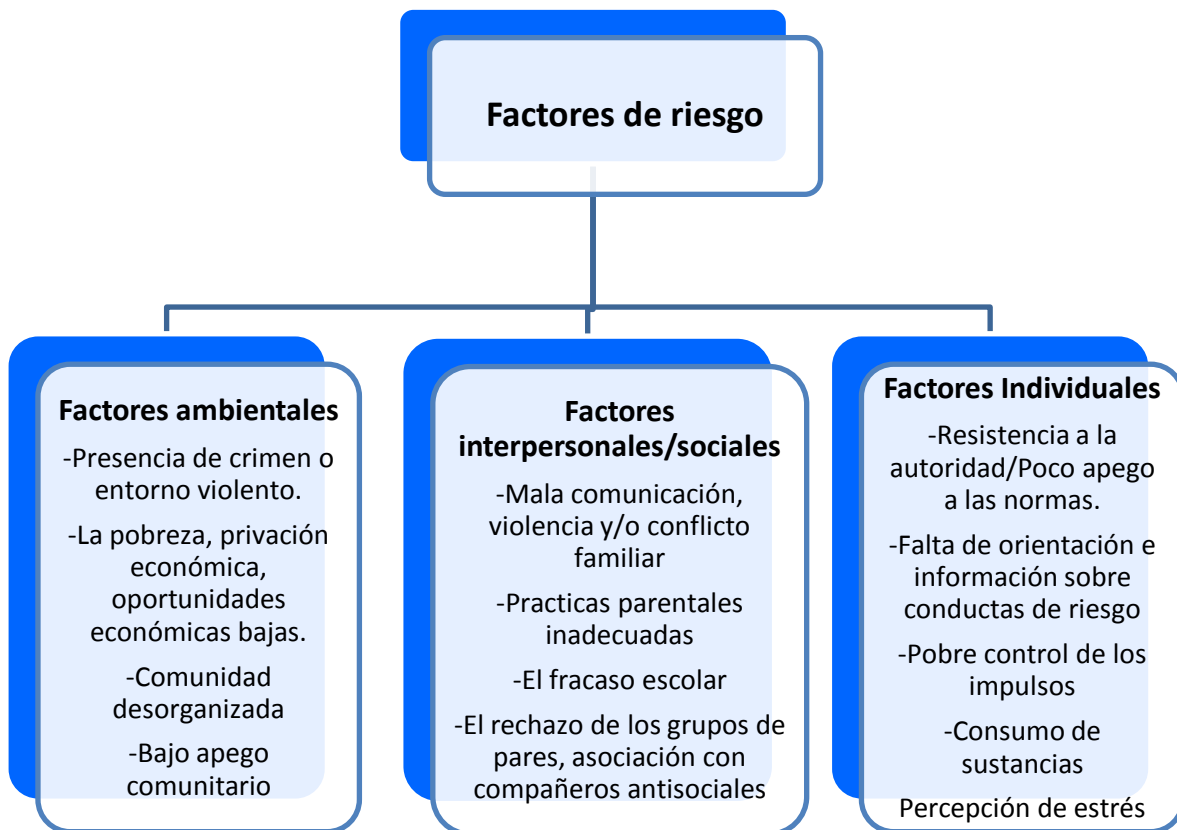 Factores de riesgo
Factores ambientales
-Presencia de crimen o
entorno violento.
-La pobreza, privación
económica,
oportunidades
económicas bajas.
-Comunidad
desorganizada
-Bajo apego
comunitario
Factores
interpersonales/sociales
-Mala comunicación,
violencia y/o conflicto
familiar
-Practicas parentales
inadecuadas
-El fracaso escolar
-El rechazo de los grupos de
pares, asociación con
compañeros antisociales
Factores Individuales
-Resistencia a la
autoridad/Poco apego
a las normas.
-Falta de orientación e
información sobre
conductas de riesgo
-Pobre control de los
impulsos
-Consumo de
sustancias
Percepción de estrés